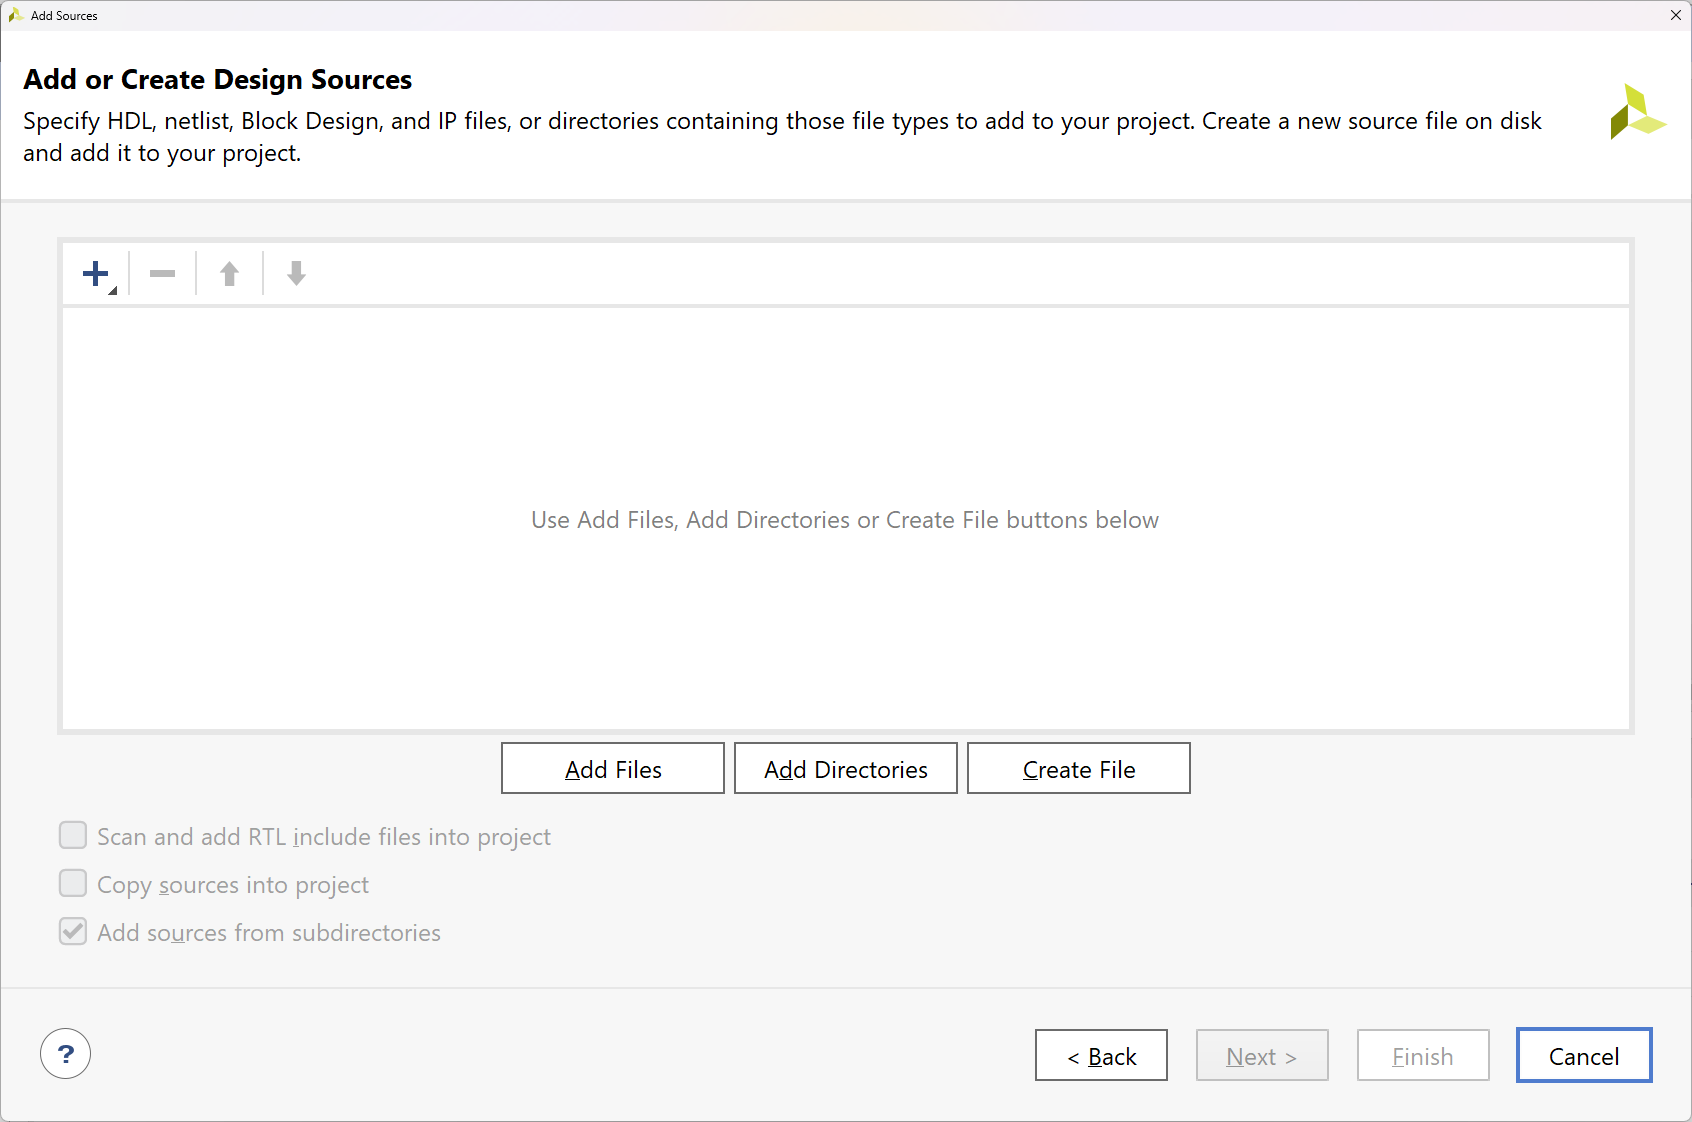 Add Sources
Add or Create Design Sources
Specify HDL, netlist, Block Design, and IP files, or directories containing those file types to add to your project. Create a new source file on disk
and add it to your project.
Use Add Files, Add Directories or Create File buttons below
Add Files
Add Directories
Create File
Scan and add RTL include files into project
Copy sources into project
Add sources from subdirectories
?
< Back
Next >
Finish
Cancel